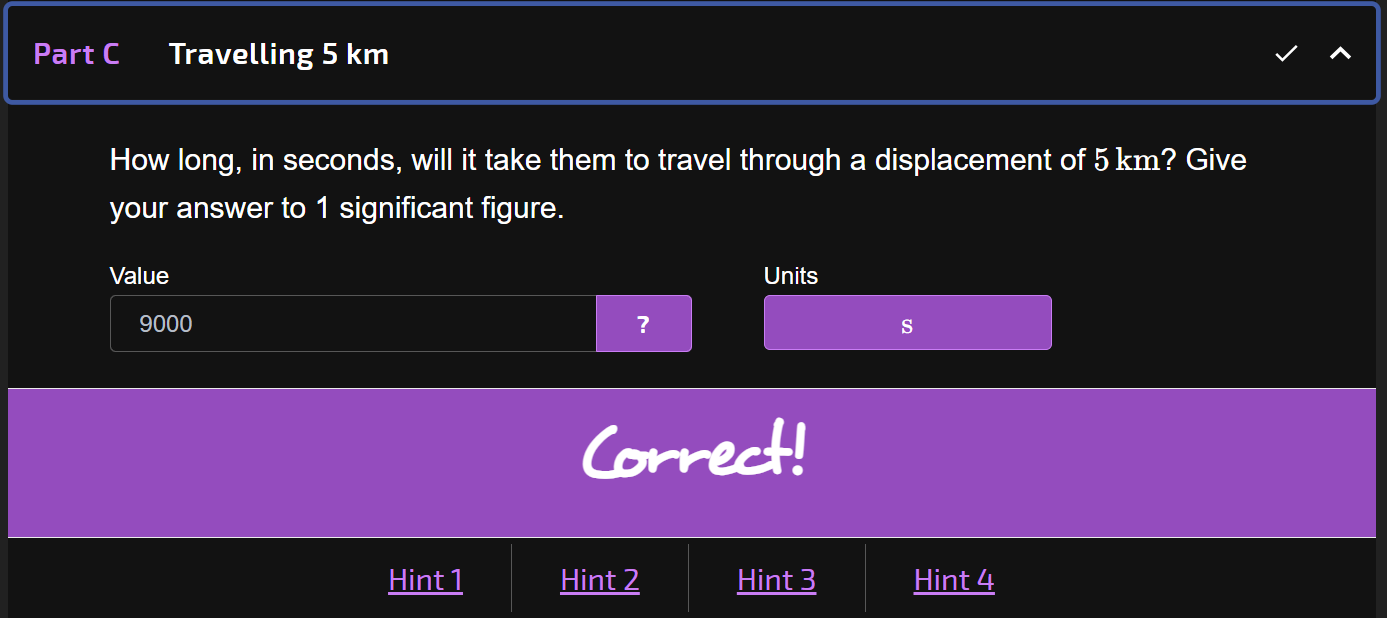 Part C Travelling 5 km
How long, in seconds, will it take them to travel through a displacement of 5 km? Give
your answer to 1 significant figure.
Value Units
9000 ? s
Correct!
Hint 1 Hint 2 Hint 3 Hint 4